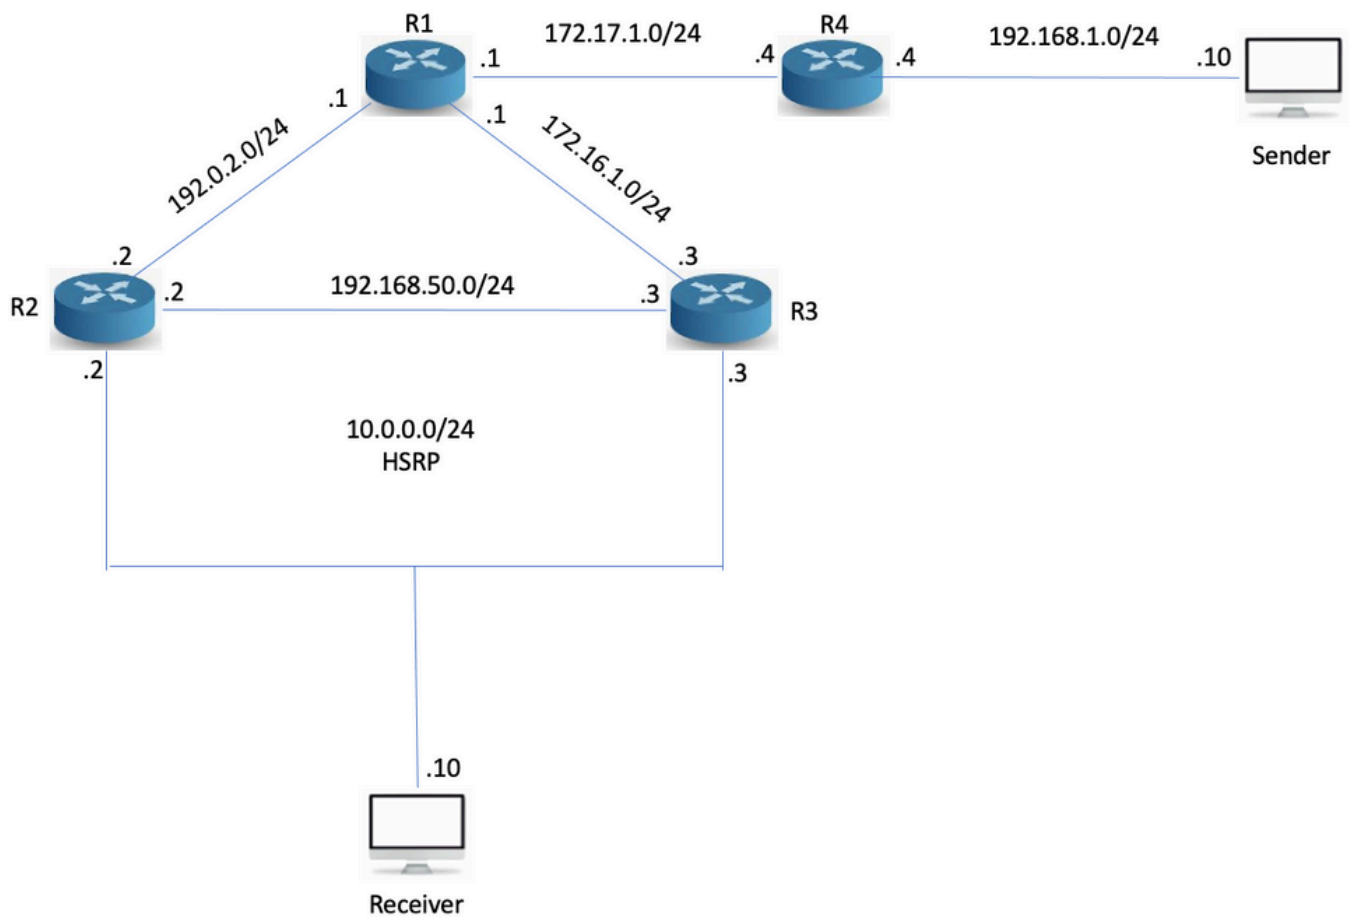 R1
172.17.1.0/24
R4
192.168.1.0/24
.1
.4
.4
.10
.1
.1
192.0.2.0/24
172.16.1.0/24
Sender
.2
.3
R2
.2
192.168.50.0/24
.3
R3
.2
.3
10.0.0.0/24
HSRP
.10
Receiver